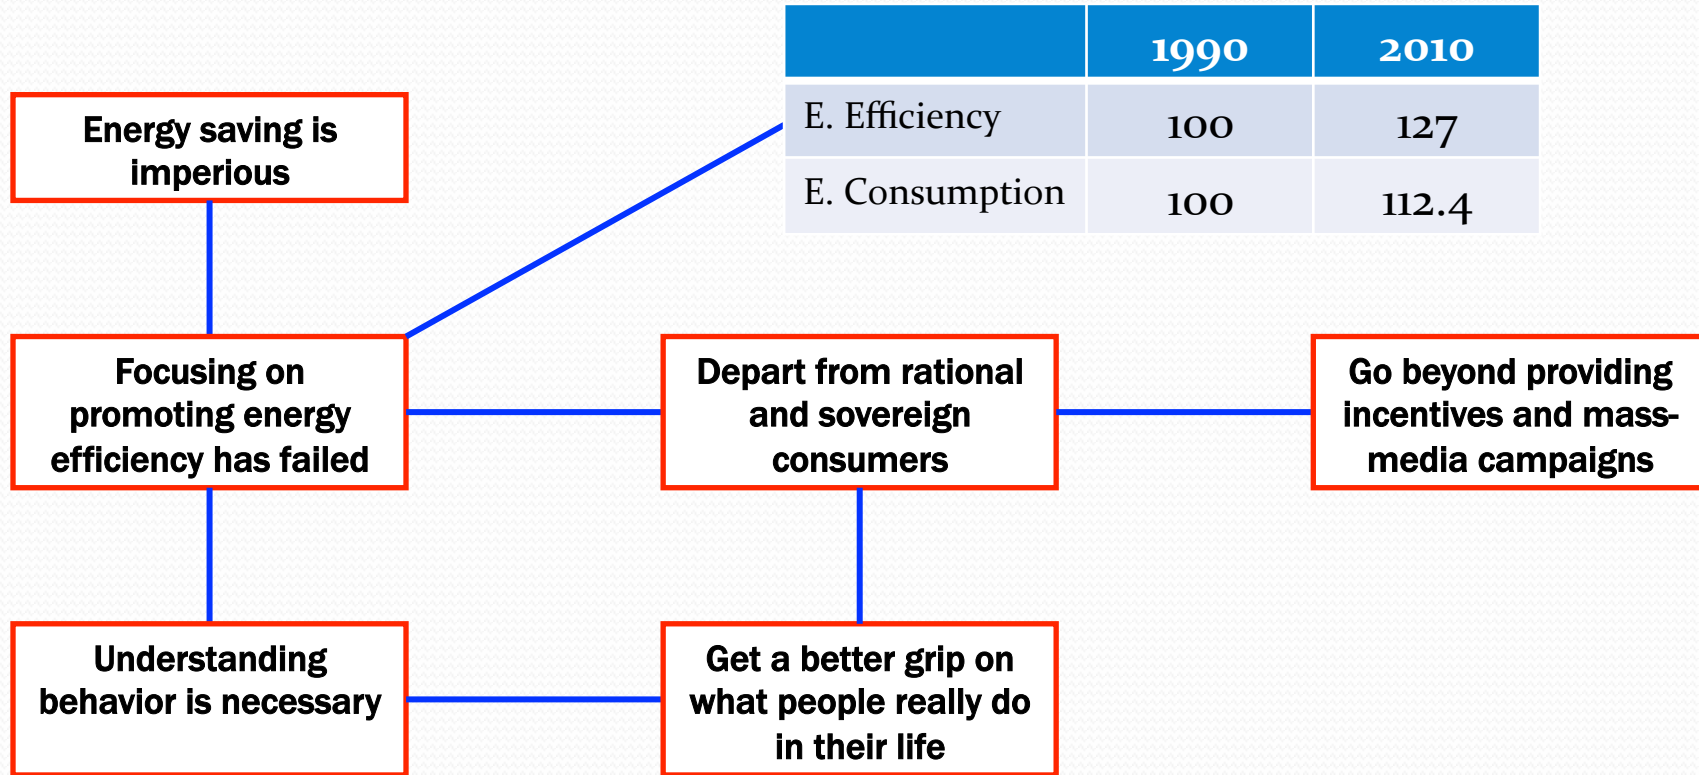 1990 2010
E. Efficiency 100 127
E. Consumption 100 112.4
Energy saving is
imperious
Focusing on
promoting energy
efficiency has failed
Depart from rational
and sovereign
consumers
Go beyond providing
incentives and mass-
media campaigns
Understanding
behavior is necessary
Get a better grip on
what people really do
in their life